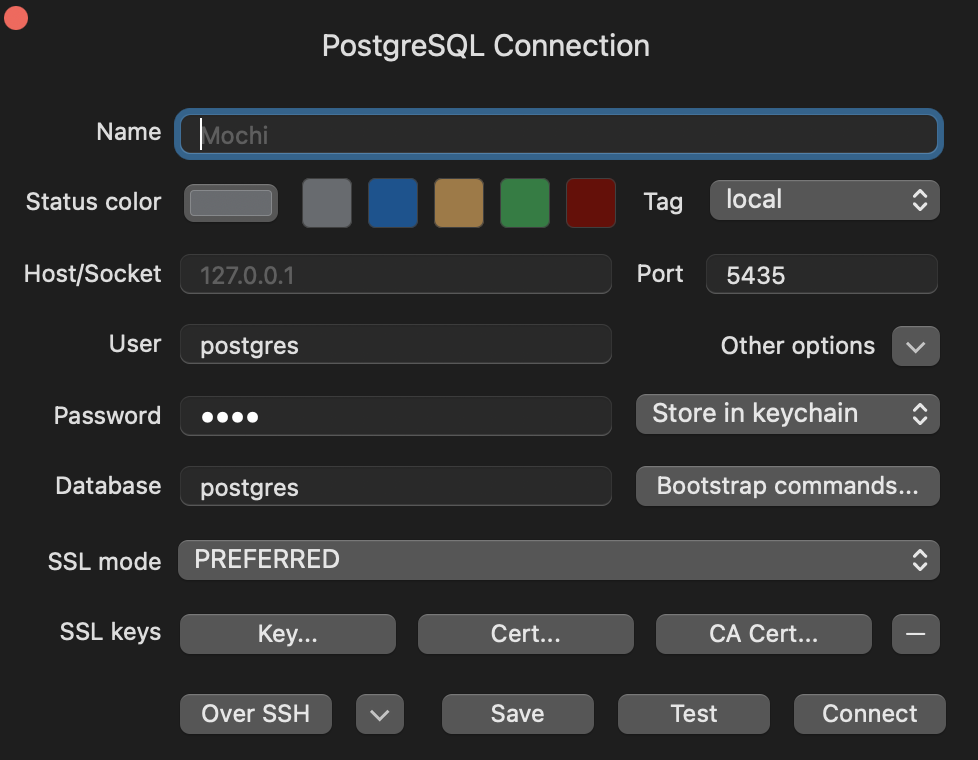 PostgreSQL Connection
Name Mochi
Status color Tag local
Host/Socket 127.0.0.1 Port 5435
User postgres Other options
Password ●●●●
Database postgres Bootstrap commands...
Store in keychain
SSL mode PREFERRED
SSL keys Key... Cert... CA Cert... —
Over SSH Save Test Connect